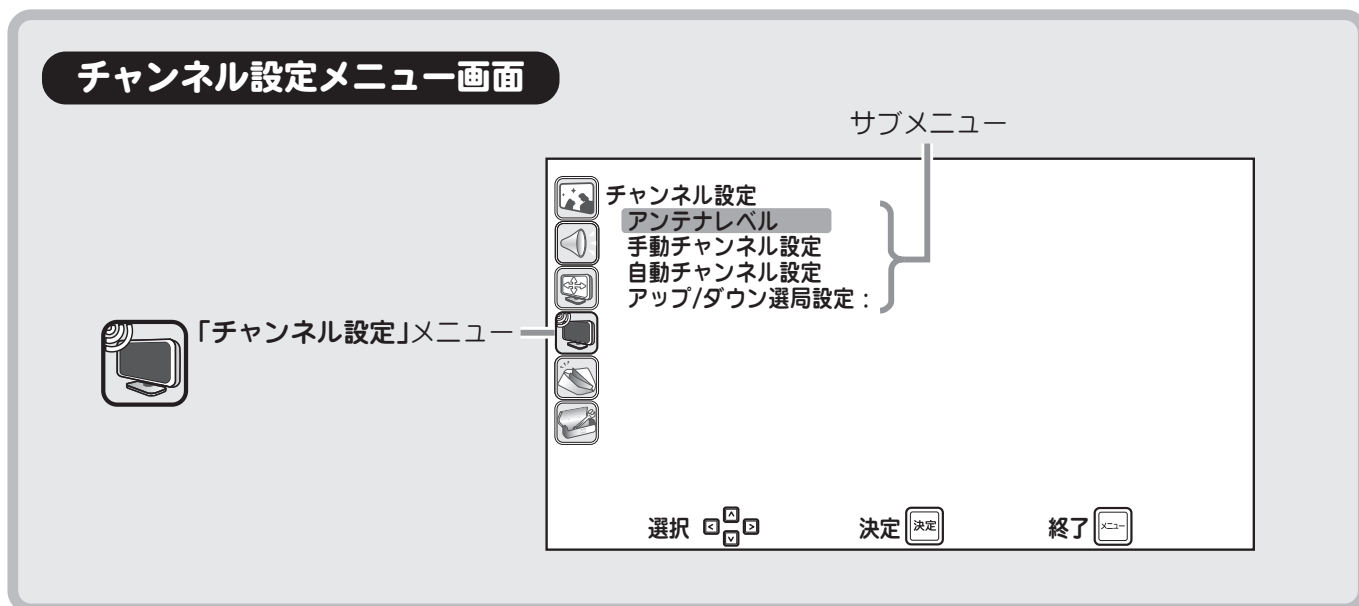 チャンネル設定メニュー画面
サブメニュー
チャンネル設定
アンテナレベル
手動チャンネル設定
自動チャンネル設定
アップ/ダウン選局設定 :
「チャンネル設定」メニュー
選択 決定 決定 終了 メニュー